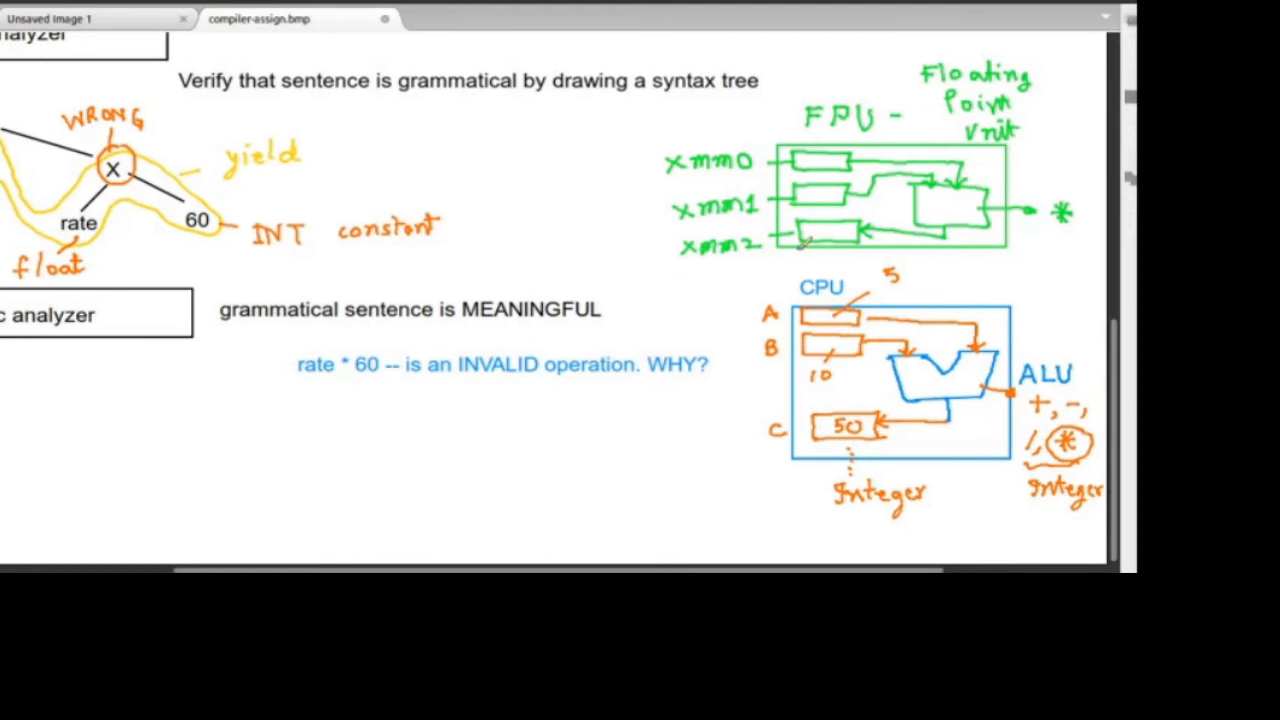 Unsaved Image 1
compiler-assign.bmp
nalyzer
Verify that sentence is grammatical by drawing a syntax tree
Floating
Point
Unit
FPU -
WRONG
yield
x
rate
60
INT constant
float
xmm0
xmm1
xmm2
*
c analyzer
grammatical sentence is MEANINGFUL
rate * 60 -- is an INVALID operation. WHY?
CPU
5
A
B
10
ALU
+, -,
/, *
Integer
C
50
Integer